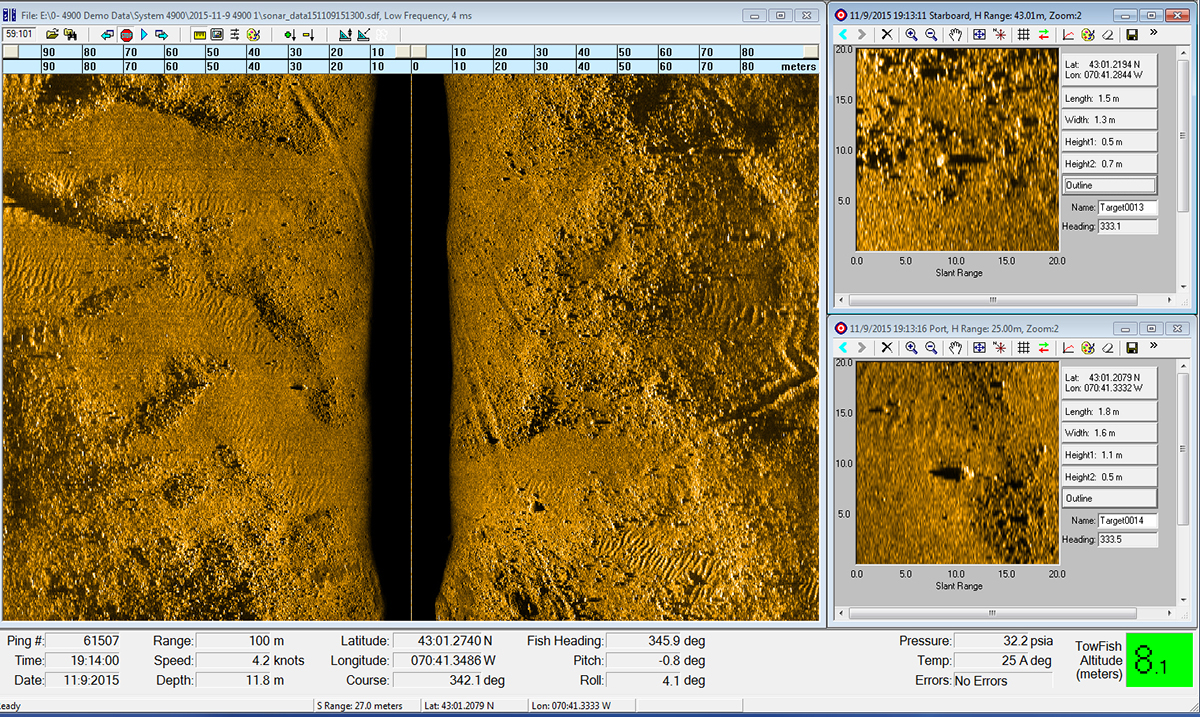 File: E:\0- 4900 Demo Data\System 4900\2015-11-9 4900 1\sonar_data151109151300.sdf, Low Frequency, 4 ms
59:101
90 80 70 60 50 40 30 20 10 10 20 30 40 50 60 70 80
90 80 70 60 50 40 30 20 10 0 10 20 30 40 50 60 70 80 meters
11/9/2015 19:13:11 Starboard, H Range: 43.01m, Zoom:2
20.0
15.0
10.0
5.0
0.0 5.0 10.0 15.0 20.0
Slant Range
Lat: 43:01.2194 N
Lon: 070:41.2844 W
Length: 1.5 m
Width: 1.3 m
Height1: 0.5 m
Height2: 0.7 m
Outline
Name: Target0013
Heading: 333.1
11/9/2015 19:13:16 Port, H Range: 25.00m, Zoom:2
20.0
15.0
10.0
5.0
0.0 5.0 10.0 15.0 20.0
Slant Range
Lat: 43:01.2079 N
Lon: 070:41.3332 W
Length: 1.8 m
Width: 1.6 m
Height1: 1.1 m
Height2: 0.5 m
Outline
Name: Target0014
Heading: 333.5
Ping #: 61507 Range: 100 m Latitude: 43:01.2740 N Fish Heading: 345.9 deg Pressure: 32.2 psia
Time: 19:14:00 Speed: 4.2 knots Longitude: 070:41.3486 W Pitch: -0.8 deg Temp: 25 A deg
Date: 11:9:2015 Depth: 11.8 m Course: 342.1 deg Roll: 4.1 deg Errors: No Errors
TowFish
Altitude
(meters)
8.1
eady S Range: 27.0 meters Lat: 43:01.2079 N Lon: 070:41.3333 W